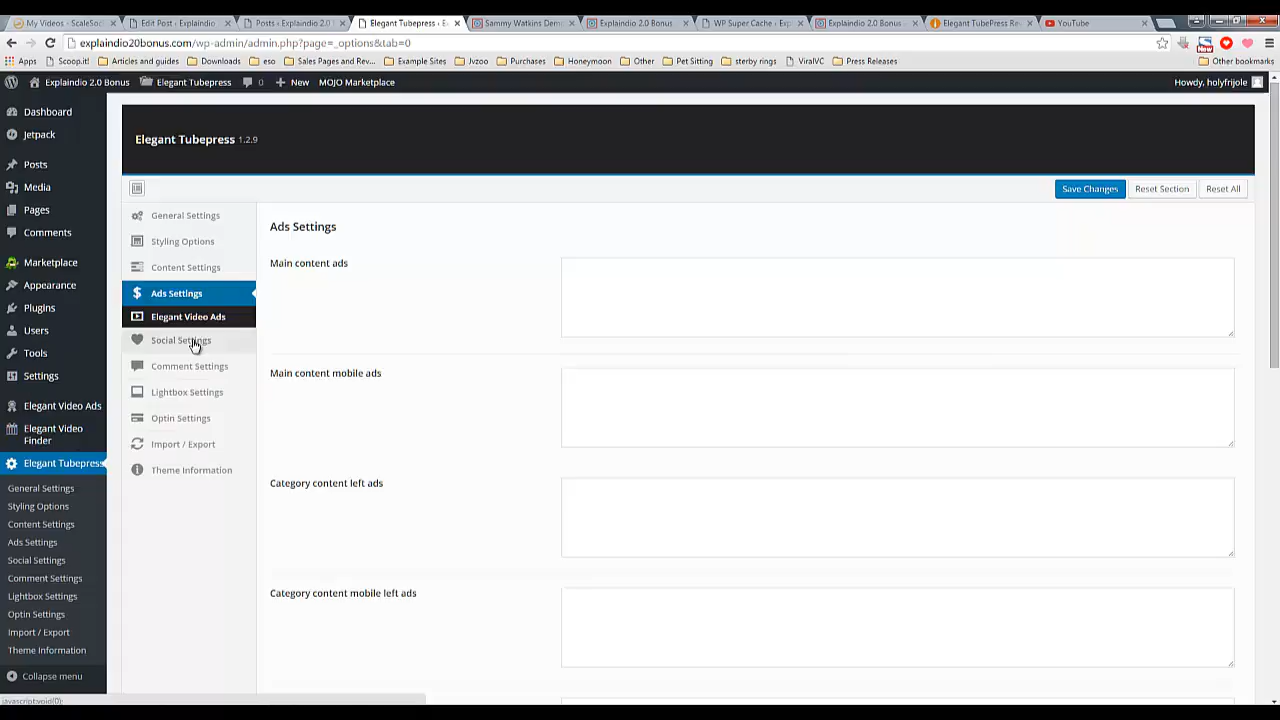 My Videos - ScaleSo
Edit Post ‹ Explaindio
Posts ‹ Explaindio 2.0
Elegant Tubepress ‹ E
Sammy Watkins Dem
Explaindio 2.0 Bonus
WP Super Cache ‹ Exp
Explaindio 2.0 Bonus
Elegant TubePress Re
YouTube
explaindio20bonus.com/wp-admin/admin.php?page=_options&tab=0
New
Apps
Scoop.it!
Articles and guides
Downloads
eso
Sales Pages and Rev...
Example Sites
Jvzoo
Purchases
Honeymoon
Other
Pet Sitting
sterby rings
ViralVC
Press Releases
Other bookmarks
Explaindio 2.0 Bonus
Elegant Tubepress
0
New
MOJO Marketplace
Howdy, holyfrijole
Dashboard
Jetpack
Posts
Media
Pages
Comments
Marketplace
Appearance
Plugins
Users
Tools
Settings
Elegant Video Ads
Elegant Video
Finder
Elegant Tubepress
General Settings
Styling Options
Content Settings
Ads Settings
Social Settings
Comment Settings
Lightbox Settings
Optin Settings
Import / Export
Theme Information
Collapse menu
javascript:void(0);
Elegant Tubepress 1.2.9
Save Changes
Reset Section
Reset All
General Settings
Styling Options
Content Settings
Ads Settings
Elegant Video Ads
Social Settings
Comment Settings
Lightbox Settings
Optin Settings
Import / Export
Theme Information
Ads Settings
Main content ads
Main content mobile ads
Category content left ads
Category content mobile left ads